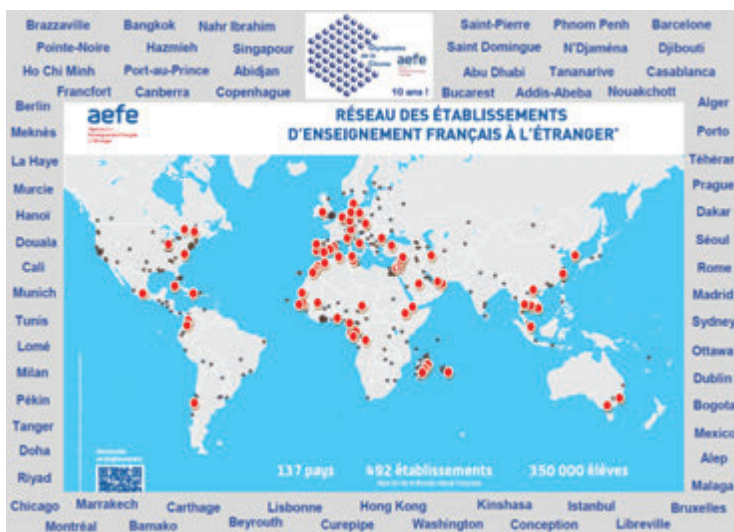 Brazzaville Bangkok Nahr Ibrahim
Pointe-Noire Hazmieh Singapour
Ho Chi Minh Port-au-Prince Abidjan
Francfort Canberra Copenhague
Olympiades
de la
Chimie
aefe
10 ans !
Saint-Pierre Phnom Penh Barcelone
Saint Domingue N'Djaména Djibouti
Abu Dhabi Tananarive Casablanca
Bucarest Addis-Abeba Nouakchott
Berlin
Meknès
La Haye
Murcie
Hanoï
Douala
Cali
Munich
Tunis
Lomé
Milan
Pékin
Tanger
Doha
Riyad
aefe
RÉSEAU DES ÉTABLISSEMENTS
D'ENSEIGNEMENT FRANÇAIS À L'ÉTRANGER*
137 pays 492 établissements 350 000 élèves
Alger
Porto
Téhéran
Prague
Dakar
Séoul
Rome
Madrid
Sydney
Ottawa
Dublin
Bogota
Mexico
Alep
Malaga
Chicago Marrakech Carthage Lisbonne Hong Kong Kinshasa Istanbul Bruxelles
Montréal Bamako Beyrouth Curepipe Washington Conception Libreville